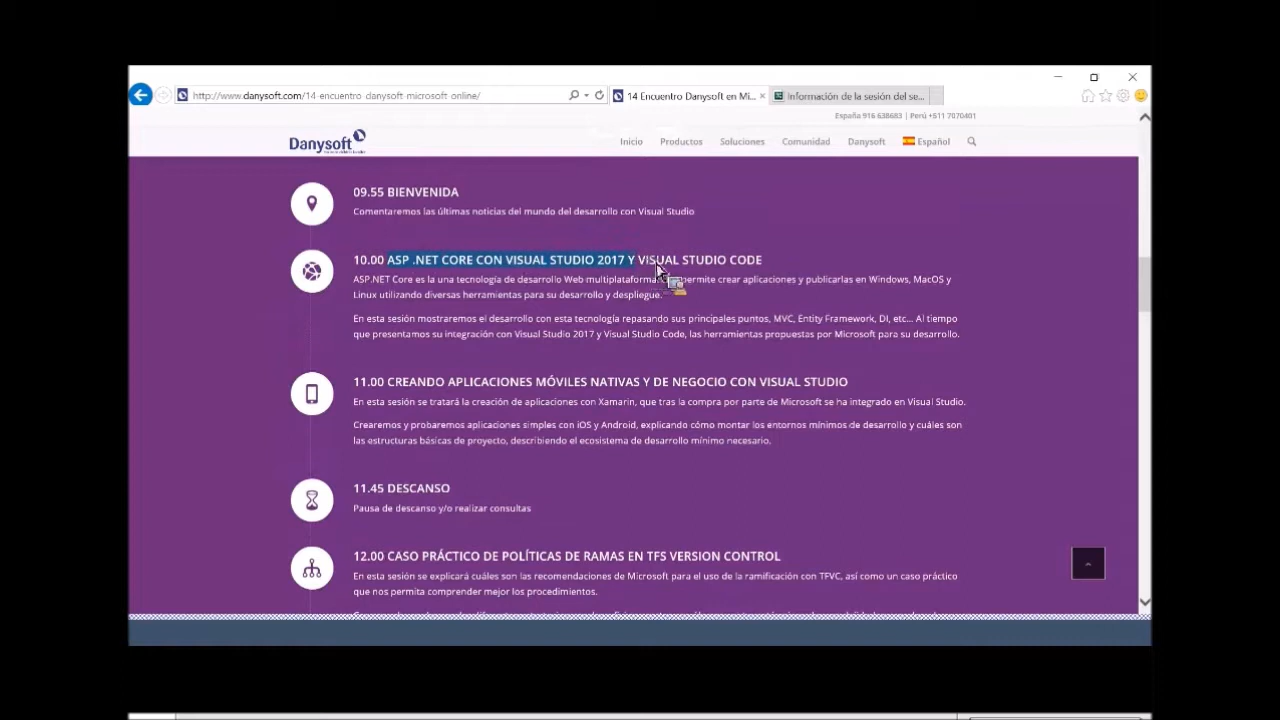 http://www.danysoft.com/14-encuentro-danysoft-microsoft-online/
14 Encuentro Danysoft en Mi...
Información de la sesión del se...
España 916 638683 | Perú +511 7070401
Danysoft
Inicio
Productos
Soluciones
Comunidad
Danysoft
Español
09.55 BIENVENIDA
Comentaremos las últimas noticias del mundo del desarrollo con Visual Studio
10.00 ASP .NET CORE CON VISUAL STUDIO 2017 Y VISUAL STUDIO CODE
ASP.NET Core es la una tecnología de desarrollo Web multiplataforma permite crear aplicaciones y publicarlas en Windows, MacOS y
Linux utilizando diversas herramientas para su desarrollo y despliegue.
En esta sesión mostraremos el desarrollo con esta tecnología repasando sus principales puntos, MVC, Entity Framework, DI, etc... Al tiempo
que presentamos su integración con Visual Studio 2017 y Visual Studio Code, las herramientas propuestas por Microsoft para su desarrollo.
11.00 CREANDO APLICACIONES MÓVILES NATIVAS Y DE NEGOCIO CON VISUAL STUDIO
En esta sesión se tratará la creación de aplicaciones con Xamarin, que tras la compra por parte de Microsoft se ha integrado en Visual Studio.
Crearemos y probaremos aplicaciones simples con iOS y Android, explicando cómo montar los entornos mínimos de desarrollo y cuáles son
las estructuras básicas de proyecto, describiendo el ecosistema de desarrollo mínimo necesario.
11.45 DESCANSO
Pausa de descanso y/o realizar consultas
12.00 CASO PRÁCTICO DE POLÍTICAS DE RAMAS EN TFS VERSION CONTROL
En esta sesión se explicará cuáles son las recomendaciones de Microsoft para el uso de la ramificación con TFVC, así como un caso práctico
que nos permita comprender mejor los procedimientos.